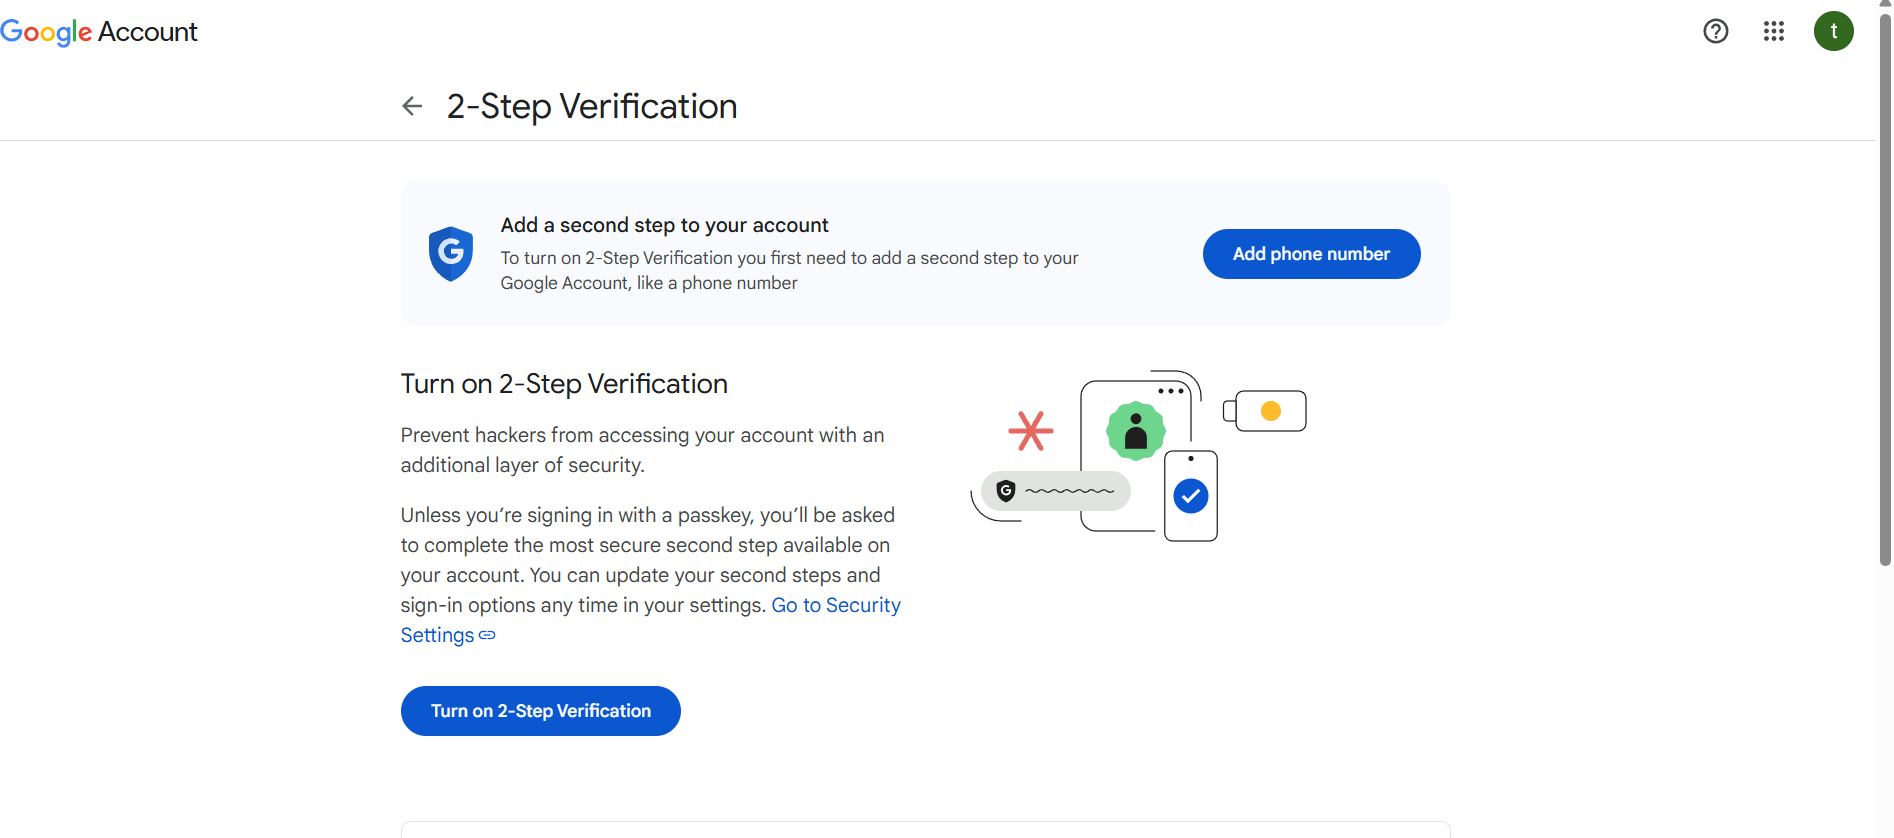 Google Account
t
2-Step Verification
Add a second step to your account
To turn on 2-Step Verification you first need to add a second step to your
Google Account, like a phone number
Add phone number
Turn on 2-Step Verification
Prevent hackers from accessing your account with an
additional layer of security.
Unless you’re signing in with a passkey, you’ll be asked
to complete the most secure second step available on
your account. You can update your second steps and
sign-in options any time in your settings. Go to Security
Settings
Turn on 2-Step Verification